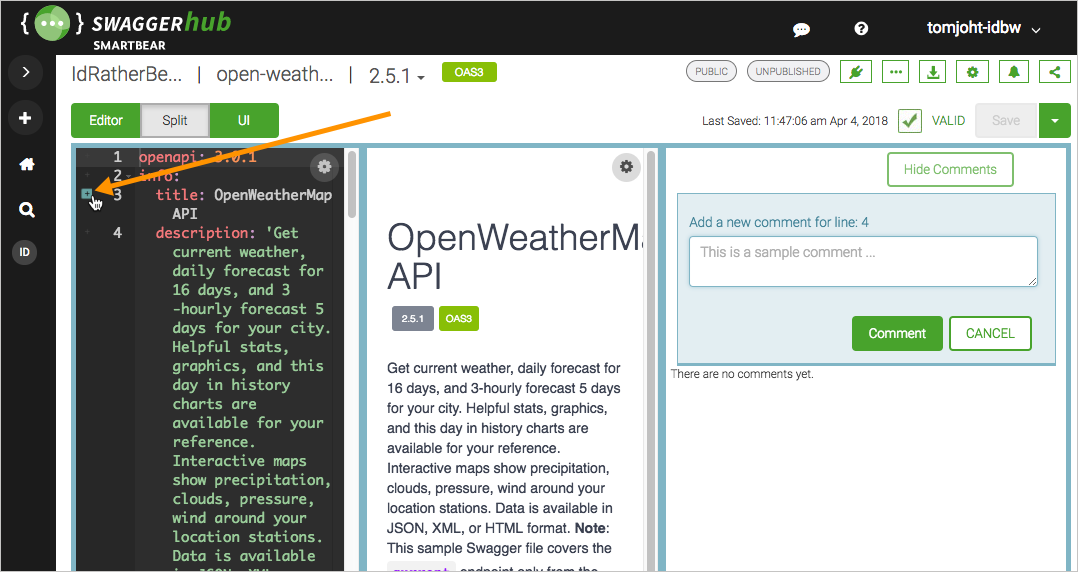 {...} SWAGGERhub
SMARTBEAR
tomjoht-idbw
IdRatherBe... | open-weath... | 2.5.1
OAS3
PUBLIC
UNPUBLISHED
Editor
Split
UI
Last Saved: 11:47:06 am Apr 4, 2018
VALID
Save
ID
1 openapi: 3.0.1
2 info:
3 title: OpenWeatherMap
API
4 description: 'Get
current weather,
daily forecast for
16 days, and 3
-hourly forecast 5
days for your city.
Helpful stats,
graphics, and this
day in history
charts are
available for your
reference.
Interactive maps
show precipitation,
clouds, pressure,
wind around your
location stations.
Data is available
OpenWeatherMa
API
2.5.1
OAS3
Get current weather, daily forecast for
16 days, and 3-hourly forecast 5 days
for your city. Helpful stats, graphics,
and this day in history charts are
available for your reference.
Interactive maps show precipitation,
clouds, pressure, wind around your
location stations. Data is available in
JSON, XML, or HTML format. Note:
This sample Swagger file covers the
endpoint only from the
Hide Comments
Add a new comment for line: 4
This is a sample comment ...
Comment
CANCEL
There are no comments yet.